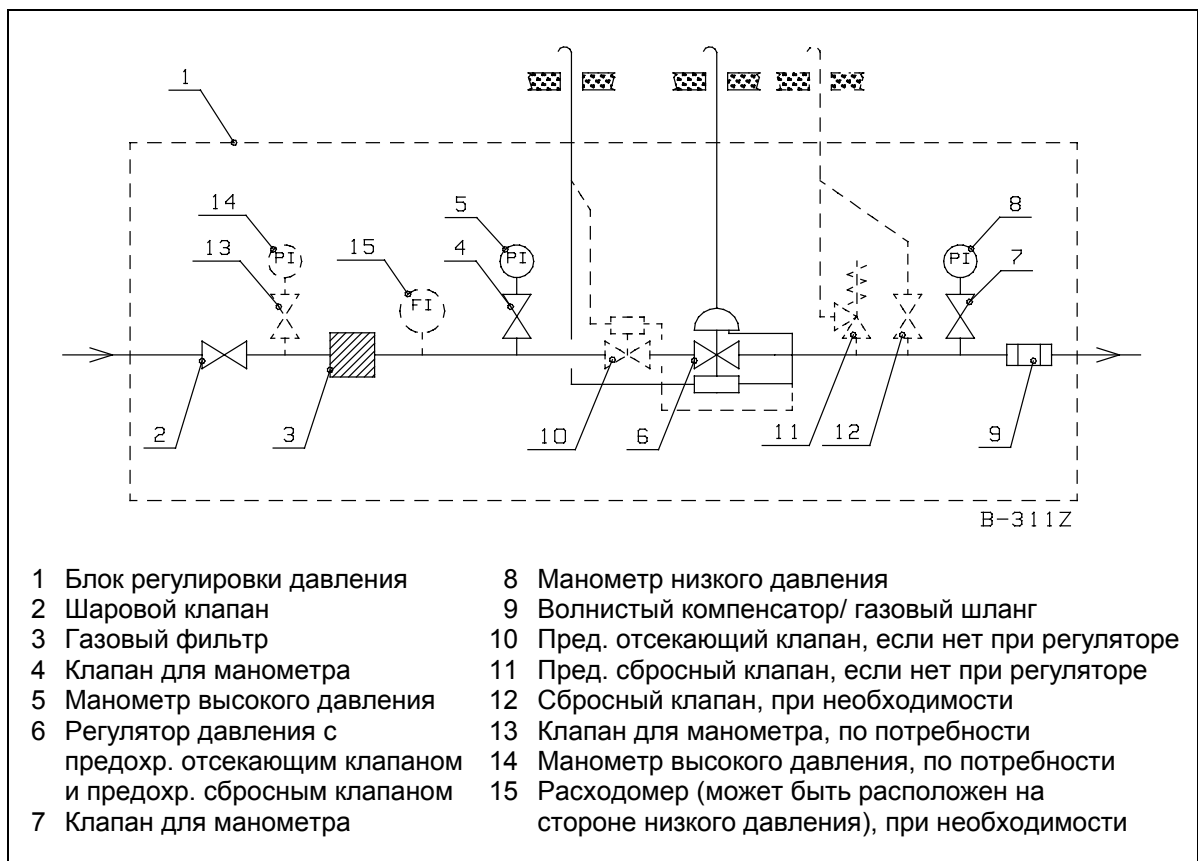 1
14
5
8
13
15
4
7
PI
FI
PI
PI
2
3
10
6
11
12
9
B-311Z
1 Блок регулировки давления
2 Шаровой клапан
3 Газовый фильтр
4 Клапан для манометра
5 Манометр высокого давления
6 Регулятор давления с
предохр. отсекающим клапаном
и предохр. сбросным клапаном
7 Клапан для манометра
8 Манометр низкого давления
9 Волнистый компенсатор/ газовый шланг
10 Пред. отсекающий клапан, если нет при регуляторе
11 Пред. сбросный клапан, если нет при регуляторе
12 Сбросный клапан, при необходимости
13 Клапан для манометра, по потребности
14 Манометр высокого давления, по потребности
15 Расходомер (может быть расположен на
стороне низкого давления), при необходимости